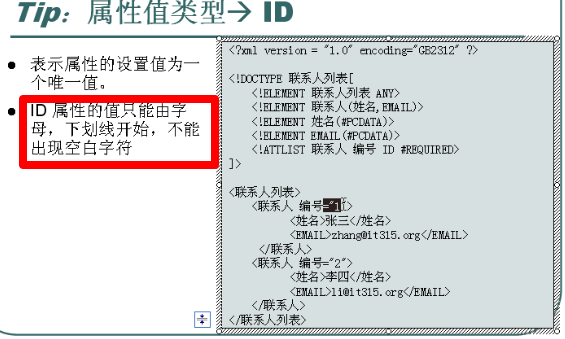 Tip: 属性值类型→ ID
表示属性的设置值为一
个唯一值。
ID 属性的值只能由字
母，下划线开始，不能
出现空白字符
<?xml version = "1.0" encoding="GB2312" ?>
<!DOCTYPE 联系人列表[
<!ELEMENT 联系人列表 ANY>
<!ELEMENT 联系人(姓名,EMAIL)>
<!ELEMENT 姓名(#PCDATA)>
<!ELEMENT EMAIL(#PCDATA)>
<!ATTLIST 联系人 编号 ID #REQUIRED>
]>
<联系人列表>
<联系人 编号="1">
<姓名>张三</姓名>
<EMAIL>zhang@it315.org</EMAIL>
</联系人>
<联系人 编号="2">
<姓名>李四</姓名>
<EMAIL>li@it315.org</EMAIL>
</联系人>
</联系人列表>